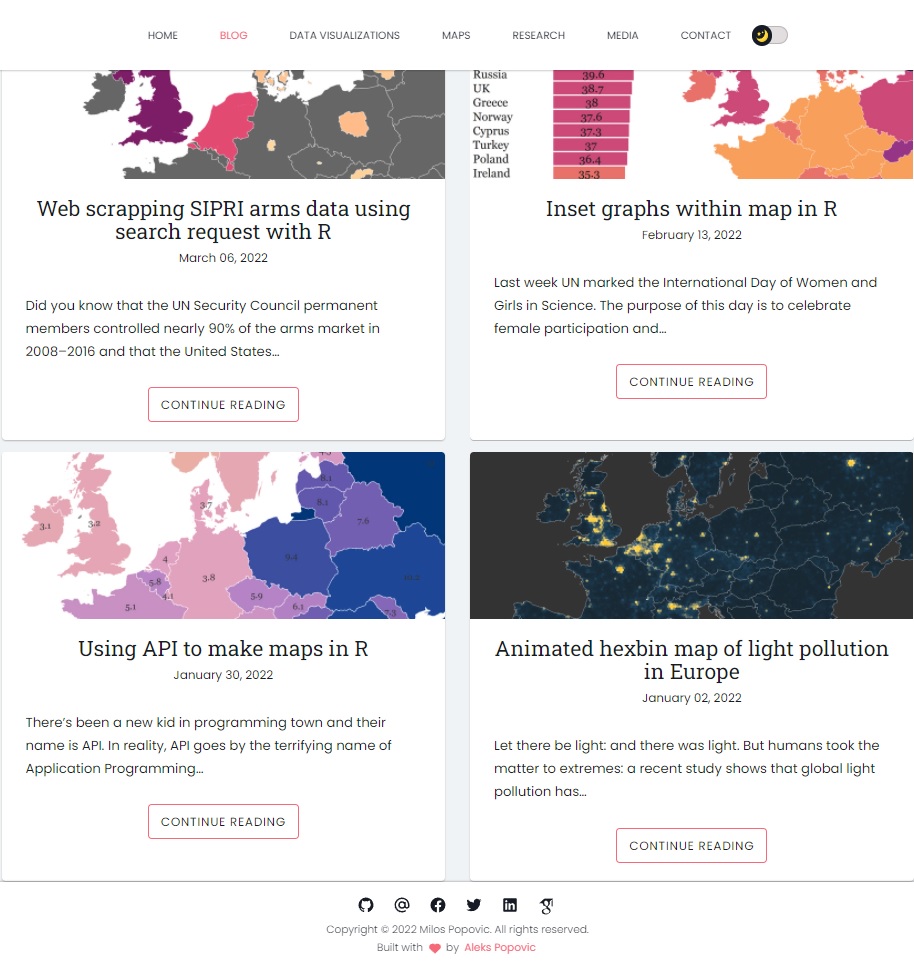 HOME BLOG DATA VISUALIZATIONS MAPS RESEARCH MEDIA CONTACT
Russia 39.6
UK 38.7
Greece 38
Norway 37.6
Cyprus 37.3
Turkey 37
Poland 36.4
Ireland 35.3
Web scrapping SIPRI arms data using
search request with R
March 06, 2022
Did you know that the UN Security Council permanent
members controlled nearly 90% of the arms market in
2008–2016 and that the United States...
CONTINUE READING
Inset graphs within map in R
February 13, 2022
Last week UN marked the International Day of Women and
Girls in Science. The purpose of this day is to celebrate
female participation and...
CONTINUE READING
8.1
3.7
8.1
3.1
3.2
7.6
4
9.4
5.8
3.8
4.1
5.9
5.1
6.1
7.3
Using API to make maps in R
January 30, 2022
There’s been a new kid in programming town and their
name is API. In reality, API goes by the terrifying name of
Application Programming...
CONTINUE READING
Animated hexbin map of light pollution
in Europe
January 02, 2022
Let there be light: and there was light. But humans took the
matter to extremes: a recent study shows that global light
pollution has...
CONTINUE READING
Copyright © 2022 Milos Popovic. All rights reserved.
Built with by Aleks Popovic